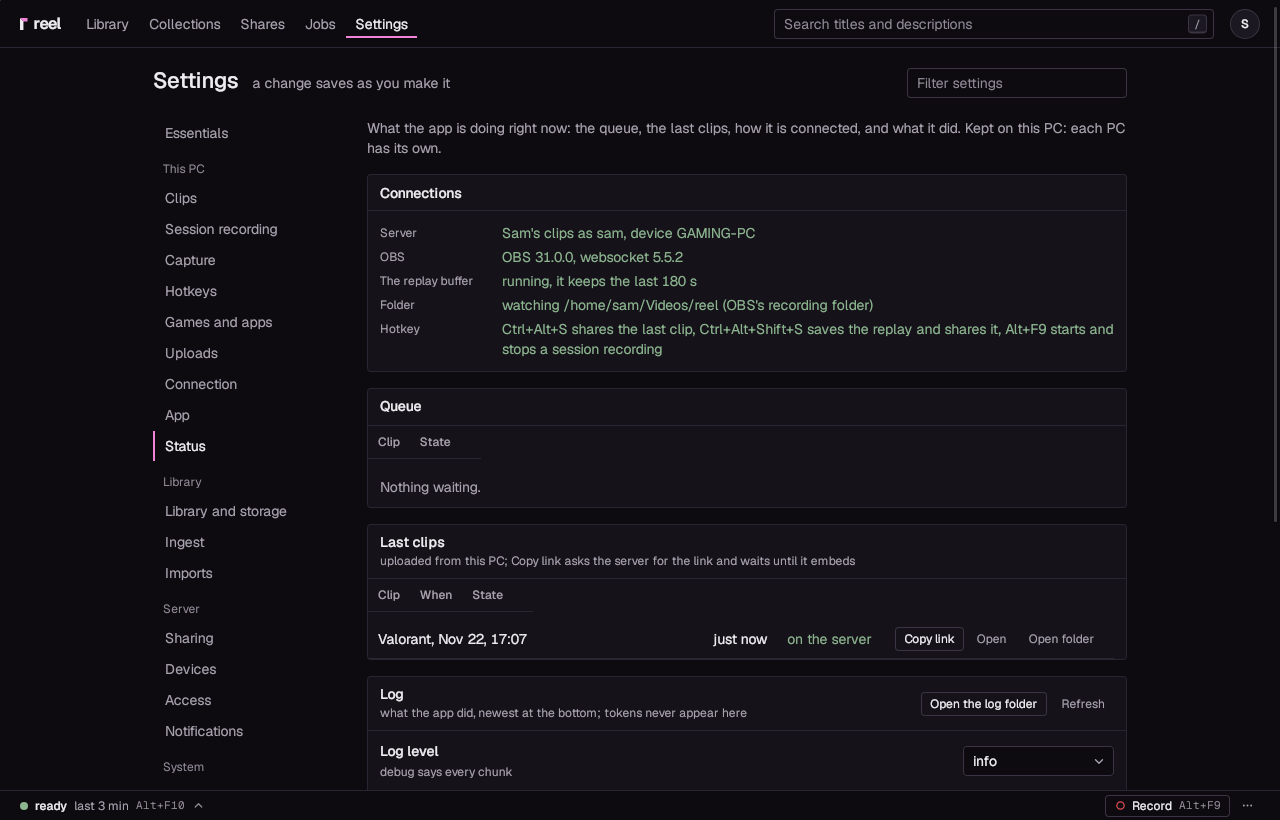 reel Library Collections Shares Jobs Settings Search titles and descriptions / S
Settings a change saves as you make it Filter settings
Essentials
This PC
Clips
Session recording
Capture
Hotkeys
Games and apps
Uploads
Connection
App
Status
Library
Library and storage
Ingest
Imports
Server
Sharing
Devices
Access
Notifications
System
What the app is doing right now: the queue, the last clips, how it is connected, and what it did. Kept on this PC: each PC
has its own.
Connections
Server Sam's clips as sam, device GAMING-PC
OBS OBS 31.0.0, websocket 5.5.2
The replay buffer running, it keeps the last 180 s
Folder watching /home/sam/Videos/reel (OBS's recording folder)
Hotkey Ctrl+Alt+S shares the last clip, Ctrl+Alt+Shift+S saves the replay and shares it, Alt+F9 starts and
stops a session recording
Queue
Clip State
Nothing waiting.
Last clips
uploaded from this PC; Copy link asks the server for the link and waits until it embeds
Clip When State
Valorant, Nov 22, 17:07 just now on the server Copy link Open Open folder
Log
what the app did, newest at the bottom; tokens never appear here
Open the log folder Refresh
Log level
debug says every chunk
info
ready last 3 min Alt+F10 Record Alt+F9 ...